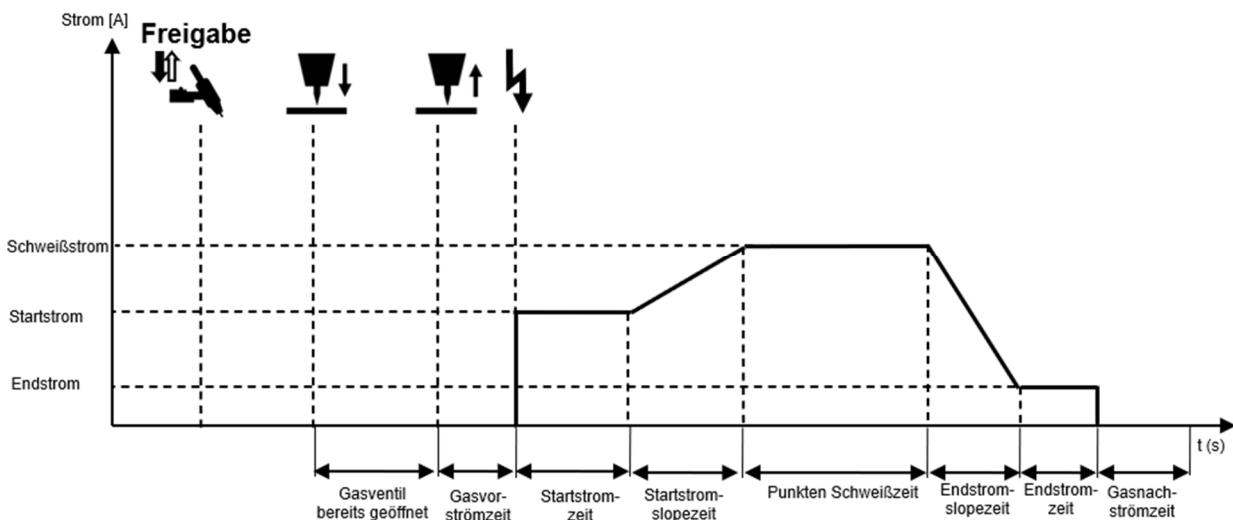 Strom [A]
Freigabe
Schweißstrom
Startstrom
Endstrom
t (s)
Gasventil
bereits geöffnet
Gasvor-
strömzeit
Startstrom-
zeit
Startstrom-
slopezeit
Punkten Schweißzeit
Endstrom-
slopezeit
Endstrom-
zeit
Gasnach-
strömzeit